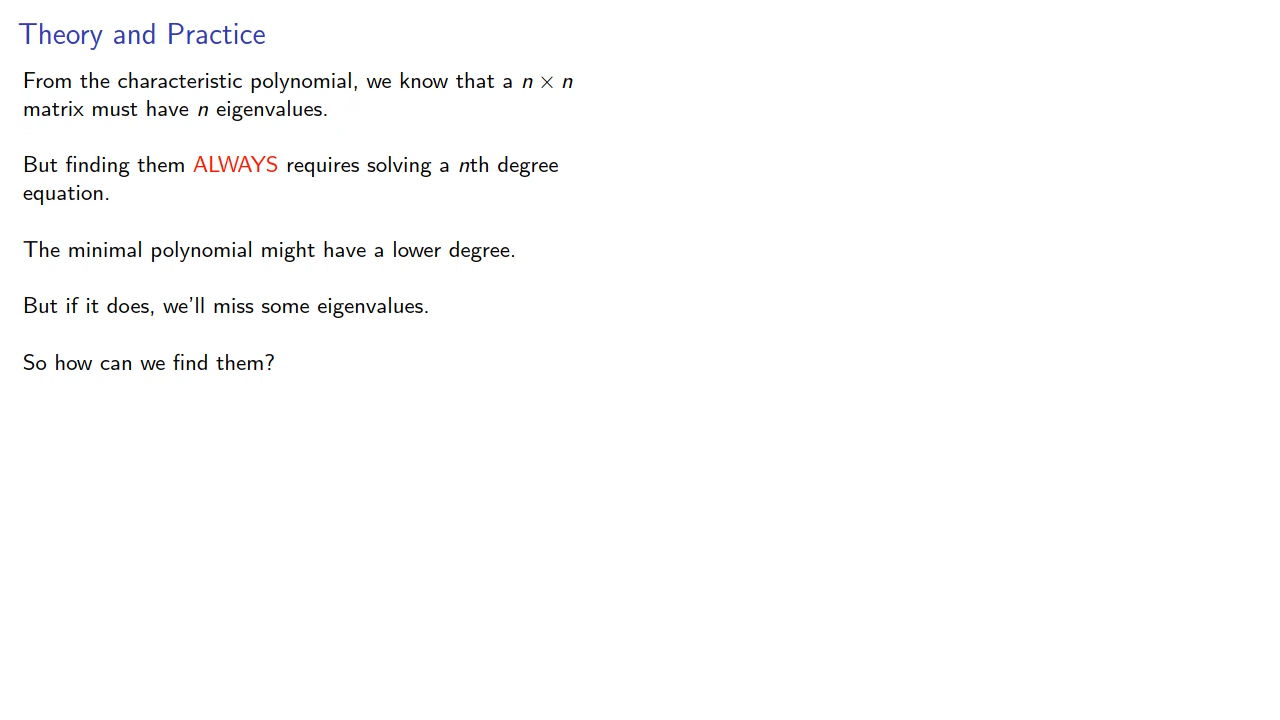 Theory and Practice
From the characteristic polynomial, we know that a n × n
matrix must have n eigenvalues.
But finding them ALWAYS requires solving a nth degree
equation.
The minimal polynomial might have a lower degree.
But if it does, we'll miss some eigenvalues.
So how can we find them?